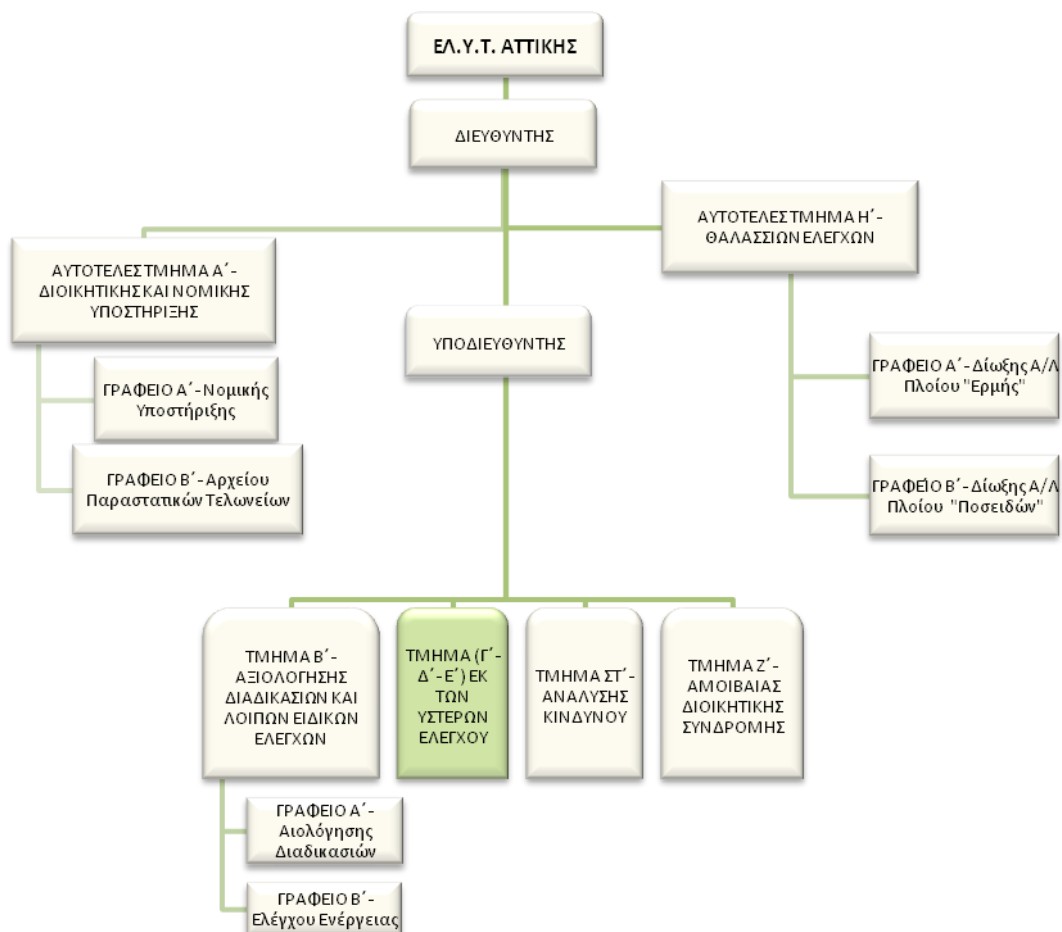 ΕΛ.Υ.Τ. ΑΤΤΙΚΗΣ
ΔΙΕΥΘΥΝΤΗΣ
ΑΥΤΟΤΕΛΕΣ ΤΜΗΜΑ Η΄-
ΘΑΛΑΣΣΙΩΝ ΕΛΕΓΧΩΝ
ΑΥΤΟΤΕΛΕΣ ΤΜΗΜΑ Α΄-
ΔΙΟΙΚΗΤΙΚΗΣ ΚΑΙ ΝΟΜΙΚΗΣ
ΥΠΟΣΤΗΡΙΞΗΣ
ΥΠΟΔΙΕΥΘΥΝΤΗΣ
ΓΡΑΦΕΙΟ Α΄- Νομικής
Υποστήριξης
ΓΡΑΦΕΙΟ Β΄- Αρχείου
Παραστατικών Τελωνείων
ΓΡΑΦΕΙΟ Α΄- Δίωξης Α/Λ
Πλοίου "Ερμής"
ΓΡΑΦΕΙΟ Β΄- Δίωξης Α/Λ
Πλοίου "Ποσειδών"
ΤΜΗΜΑ Β΄-
ΑΞΙΟΛΟΓΗΣΗΣ
ΔΙΑΔΙΚΑΣΙΩΝ ΚΑΙ
ΛΟΙΠΩΝ ΕΙΔΙΚΩΝ
ΕΛΕΓΧΩΝ
ΤΜΗΜΑ (Γ΄-
Δ΄- Ε΄) ΕΚ
ΤΩΝ
ΥΣΤΕΡΩΝ
ΕΛΕΓΧΟΥ
ΤΜΗΜΑ ΣΤ΄-
ΑΝΑΛΥΣΗΣ
ΚΙΝΔΥΝΟΥ
ΤΜΗΜΑ Ζ΄-
ΑΜΟΙΒΑΙΑΣ
ΔΙΟΙΚΗΤΙΚΗΣ
ΣΥΝΔΡΟΜΗΣ
ΓΡΑΦΕΙΟ Α΄-
Αιολόγησης
Διαδικασιών
ΓΡΑΦΕΙΟ Β΄-
Ελέγχου Ενέργειας